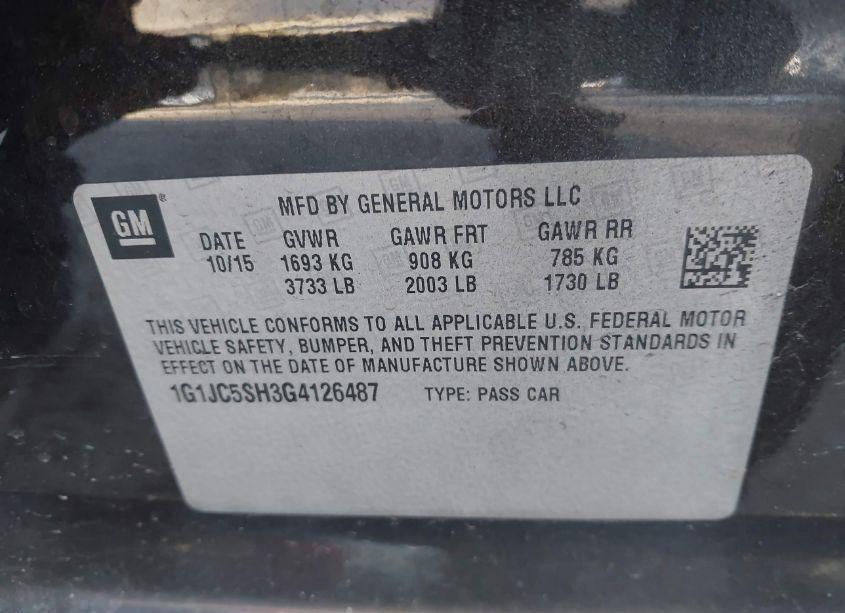 GM®
MFD BY GENERAL MOTORS LLC
DATE GVWR GAWR FRT GAWR RR
10/15 1693 KG 908 KG 785 KG
3733 LB 2003 LB 1730 LB
THIS VEHICLE CONFORMS TO ALL APPLICABLE U.S. FEDERAL MOTOR
VEHICLE SAFETY, BUMPER, AND THEFT PREVENTION STANDARDS IN
EFFECT ON THE DATE OF MANUFACTURE SHOWN ABOVE.
1G1JC5SH3G4126487 TYPE: PASS CAR